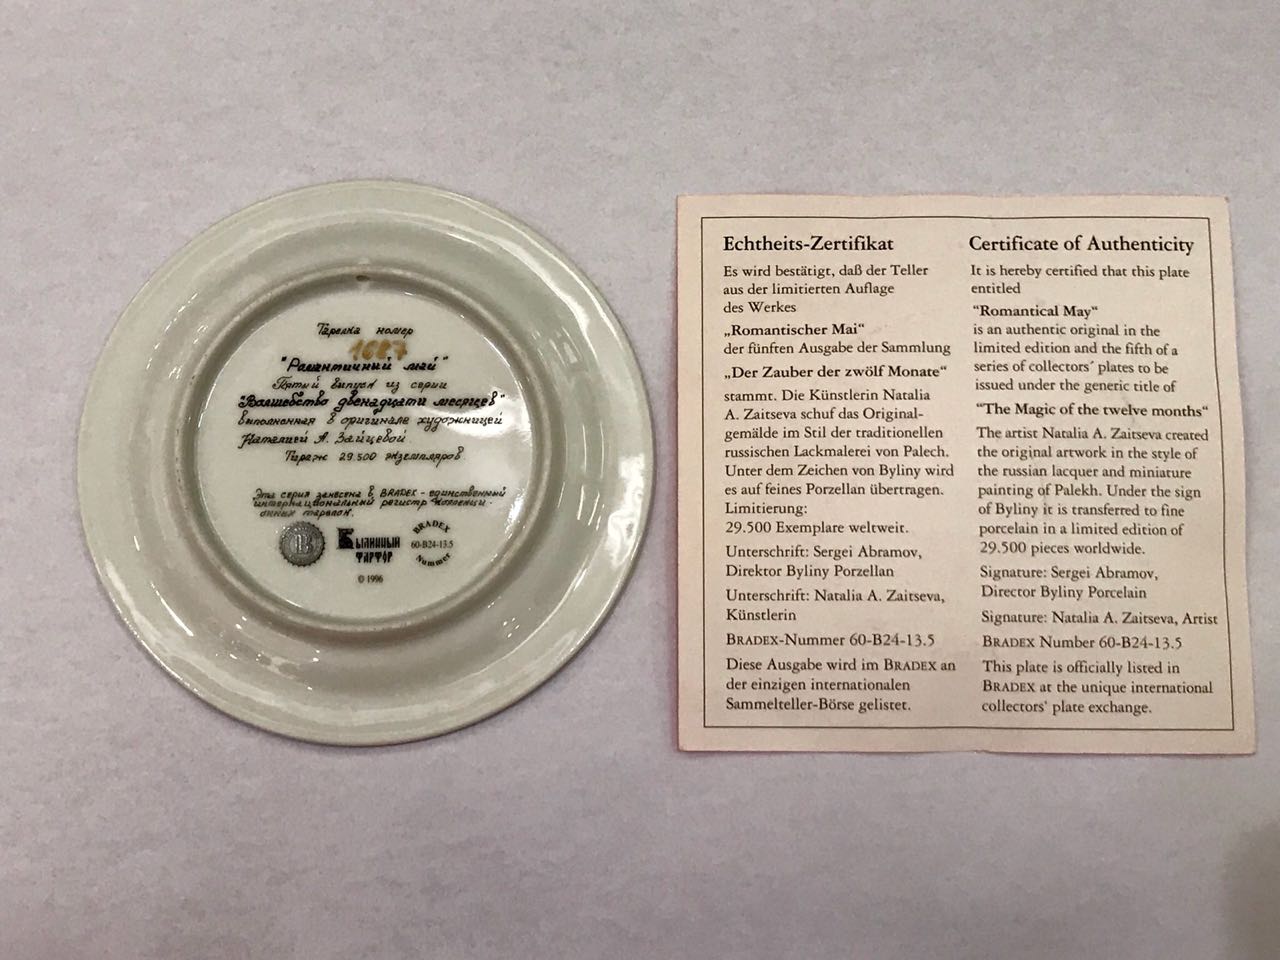 Тарелка номер
1687
"Романтичный май"
Пятый выпуск из серии
"Волшебство двенадцати месяцев"
выполненная в оригинале художницей
Наталией А. Зайцевой.
Тираж 29.500 экземпляров.
Эта серия занесена в BRADEX - единственный
интернациональный регистр коллекци-
онных тарелок.
БЫЛИННЫЙ
ФАРФОР
BRADEX
60-B24-13.5
Nummer
© 1996
Echtheits-Zertifikat
Es wird bestätigt, daß der Teller
aus der limitierten Auflage
des Werkes
„Romantischer Mai“
der fünften Ausgabe der Sammlung
„Der Zauber der zwölf Monate“
stammt. Die Künstlerin Natalia
A. Zaitseva schuf das Original-
gemälde im Stil der traditionellen
russischen Lackmalerei von Palech.
Unter dem Zeichen von Byliny wird
es auf feines Porzellan übertragen.
Limitierung:
29.500 Exemplare weltweit.
Unterschrift: Sergei Abramov,
Direktor Byliny Porzellan
Unterschrift: Natalia A. Zaitseva,
Künstlerin
BRADEX-Nummer 60-B24-13.5
Diese Ausgabe wird im BRADEX an
der einzigen internationalen
Sammelteller-Börse gelistet.
Certificate of Authenticity
It is hereby certified that this plate
entitled
“Romantical May“
is an authentic original in the
limited edition and the fifth of a
series of collectors' plates to be
issued under the generic title of
“The Magic of the twelve months“
The artist Natalia A. Zaitseva created
the original artwork in the style of
the russian lacquer and miniature
painting of Palekh. Under the sign
of Byliny it is transferred to fine
porcelain in a limited edition of
29.500 pieces worldwide.
Signature: Sergei Abramov,
Director Byliny Porcelain
Signature: Natalia A. Zaitseva, Artist
BRADEX Number 60-B24-13.5
This plate is officially listed in
BRADEX at the unique international
collectors' plate exchange.